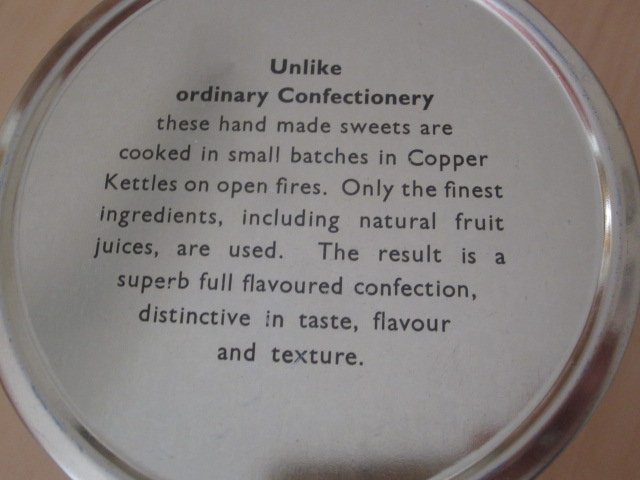 Unlike
ordinary Confectionery
these hand made sweets are
cooked in small batches in Copper
Kettles on open fires. Only the finest
ingredients, including natural fruit
juices, are used. The result is a
superb full flavoured confection,
distinctive in taste, flavour
and texture.